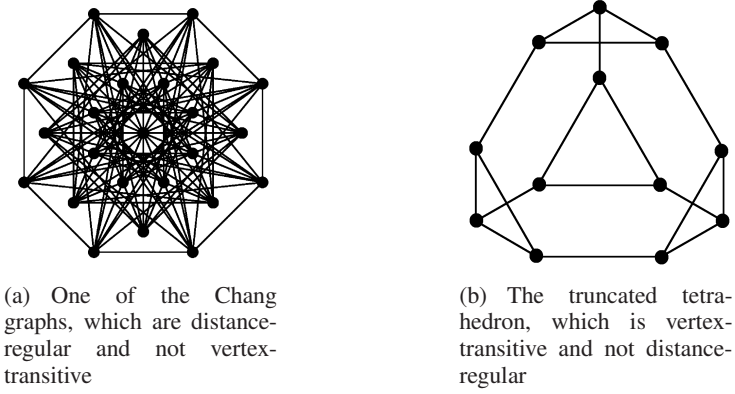 (a) One of the Chang
graphs, which are distance-
regular and not vertex-
transitive
(b) The truncated tetra-
hedron, which is vertex-
transitive and not distance-
regular